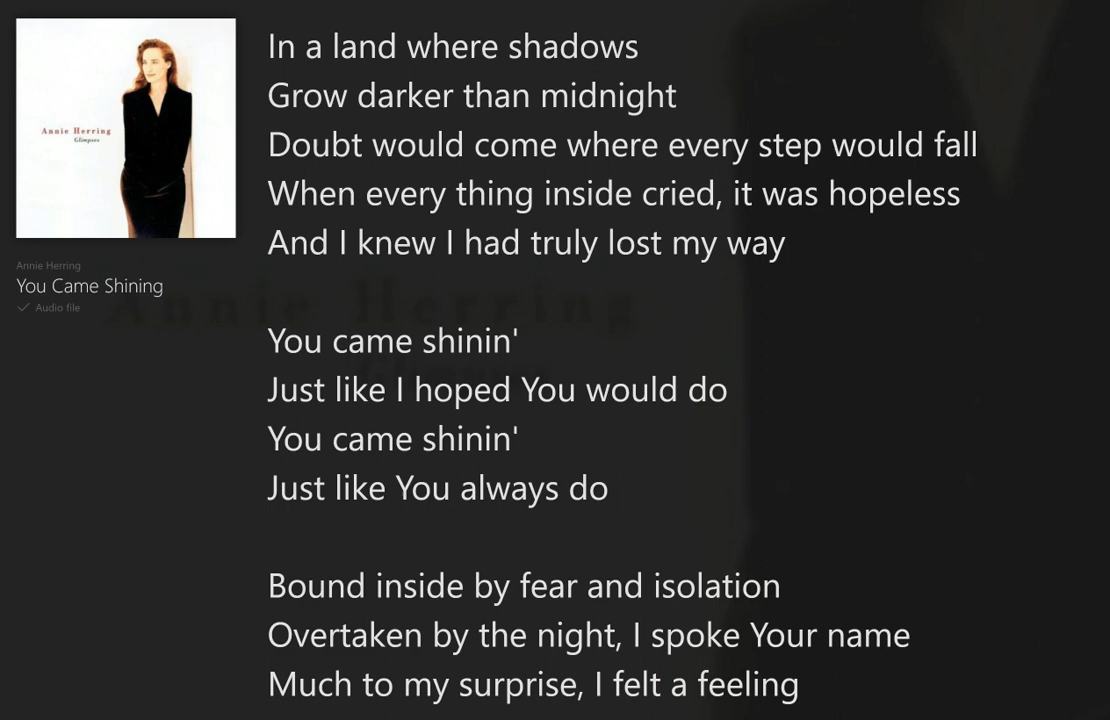 Annie Herring
Glimpses
Annie Herring
You Came Shining
Audio file
In a land where shadows
Grow darker than midnight
Doubt would come where every step would fall
When every thing inside cried, it was hopeless
And I knew I had truly lost my way
You came shinin'
Just like I hoped You would do
You came shinin'
Just like You always do
Bound inside by fear and isolation
Overtaken by the night, I spoke Your name
Much to my surprise, I felt a feeling
Annie Herring
Glimpses